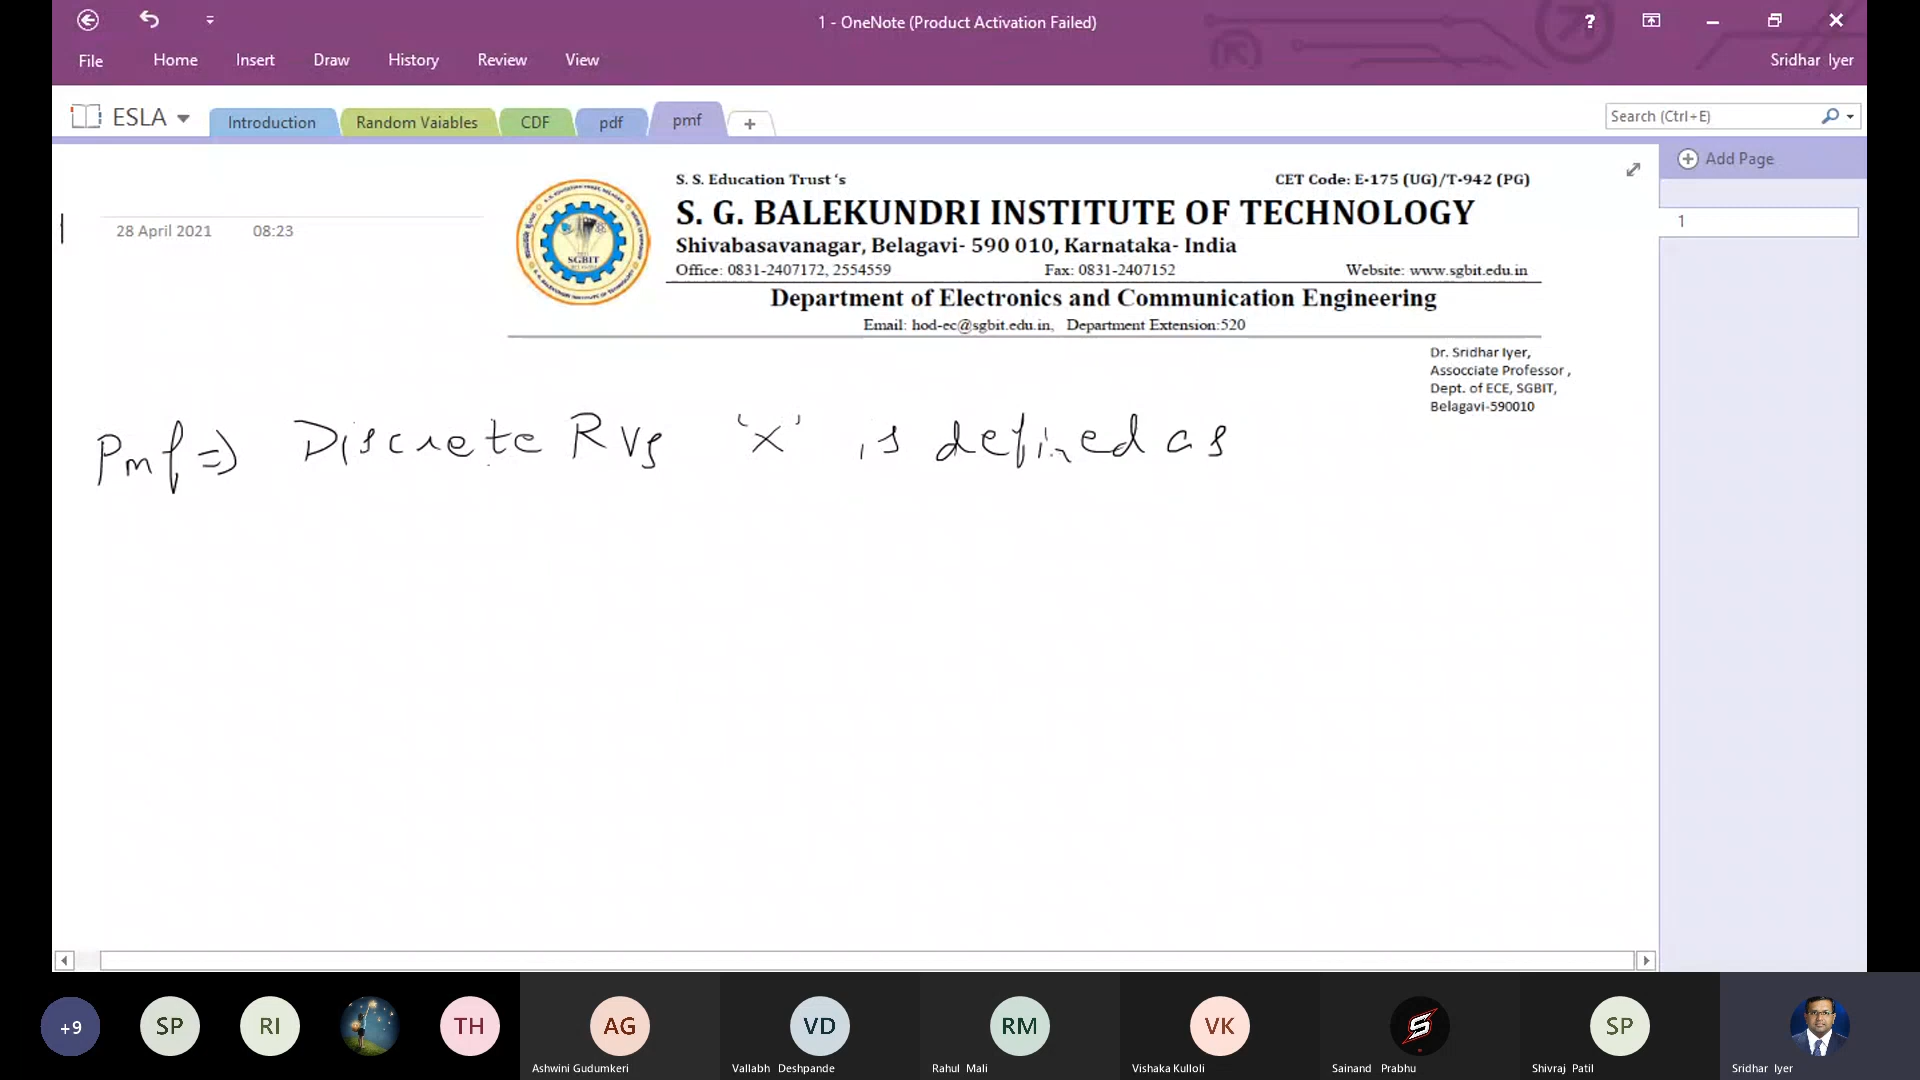 1 - OneNote (Product Activation Failed)
?
File Home Insert Draw History Review View
Sridhar Iyer
ESLA
Introduction Random Vaiables CDF pdf pmf +
Search (Ctrl+E)
Add Page
1
28 April 2021 08:23
SGBIT
S. S. Education Trust 's CET Code: E-175 (UG)/T-942 (PG)
S. G. BALEKUNDRI INSTITUTE OF TECHNOLOGY
Shivabasavanagar, Belagavi- 590 010, Karnataka- India
Office: 0831-2407172, 2554559 Fax: 0831-2407152 Website: www.sgbit.edu.in
Department of Electronics and Communication Engineering
Email: hod-ec@sgbit.edu.in, Department Extension:520
Dr. Sridhar Iyer,
Assocciate Professor ,
Dept. of ECE, SGBIT,
Belagavi-590010
Pmf => Discrete RVs 'X' is defined as
+9 SP RI TH AG VD RM VK S SP
Ashwini Gudumkeri Vallabh Deshpande Rahul Mali Vishaka Kulloli Sainand Prabhu Shivraj Patil Sridhar Iyer